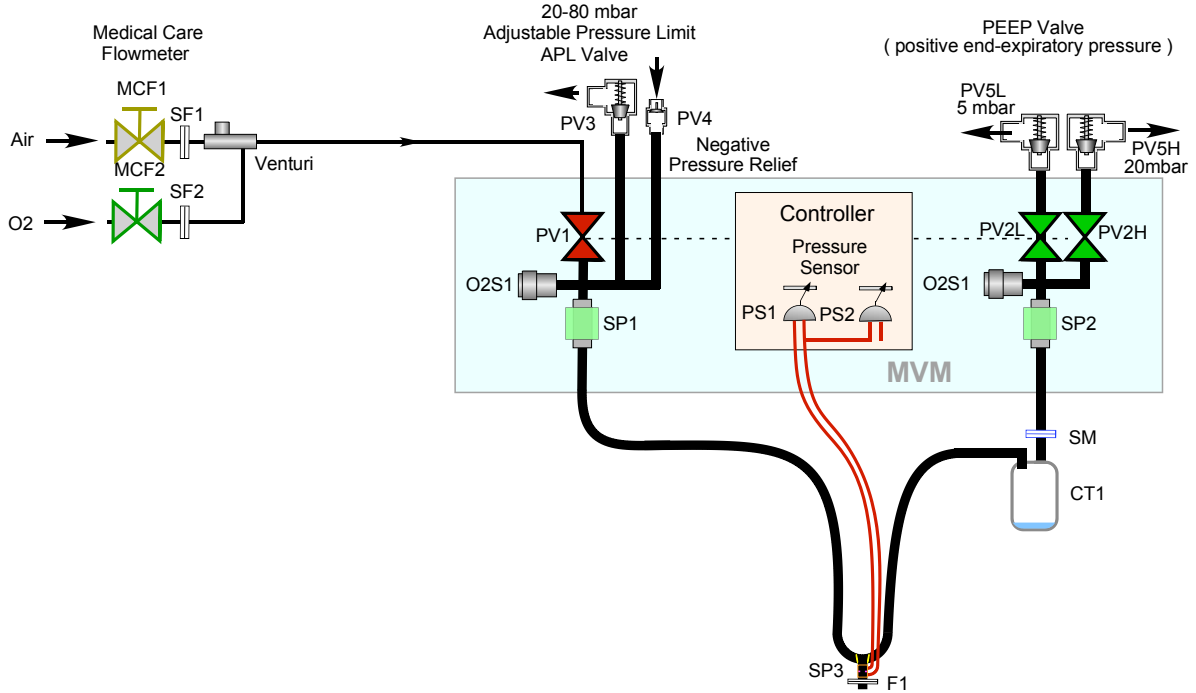 20-80 mbar
Adjustable Pressure Limit
APL Valve
PEEP Valve
( positive end-expiratory pressure )
Medical Care
Flowmeter
MCF1
SF1
Air
Venturi
MCF2
SF2
O2
PV3
PV4
Negative
Pressure Relief
PV5L
5 mbar
PV5H
20mbar
Controller
PV1
Pressure
Sensor
PV2L
PV2H
O2S1
PS1
PS2
O2S1
SP1
SP2
MVM
SM
CT1
SP3
F1